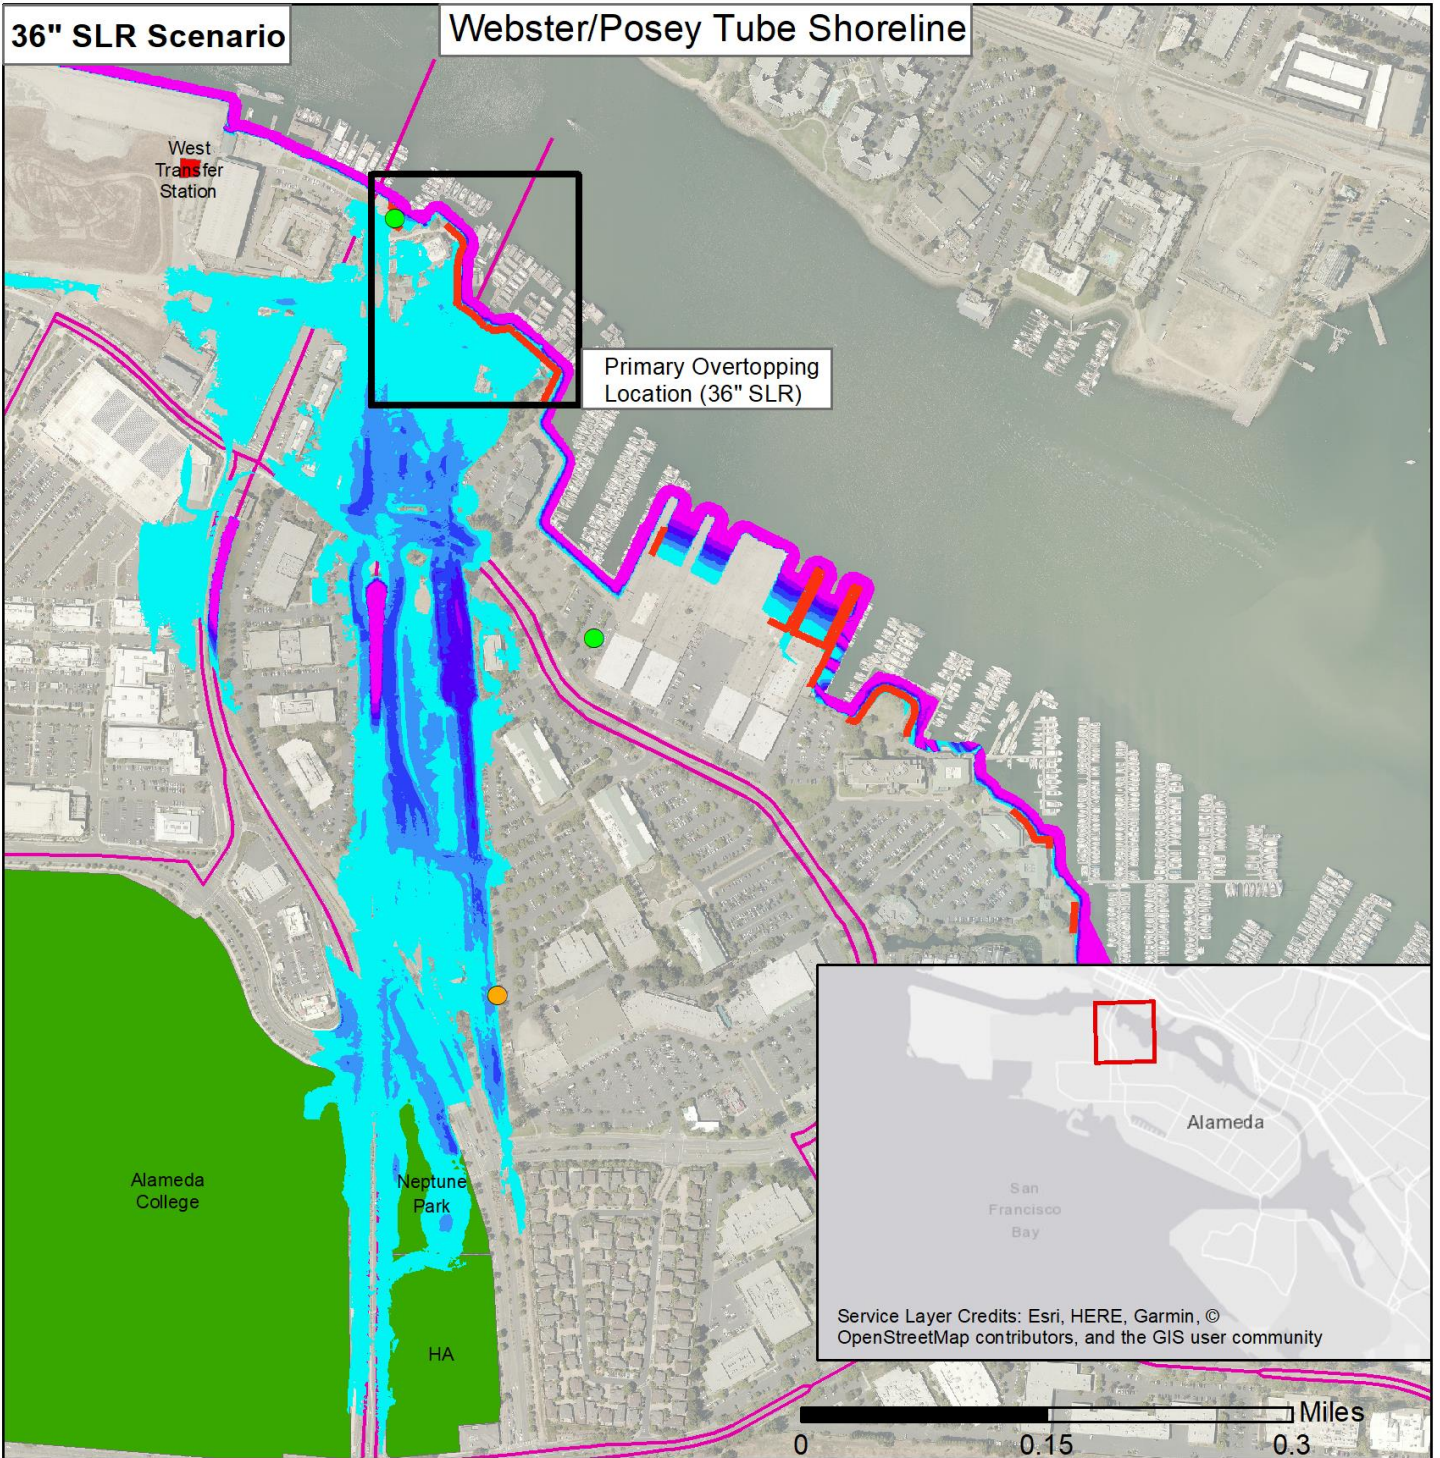 36" SLR Scenario
Webster/Posey Tube Shoreline
West
Transfer
Station
Primary Overtopping
Location (36" SLR)
Alameda
College
Neptune
Park
HA
Alameda
San
Francisco
Bay
Service Layer Credits: Esri, HERE, Garmin, ©
OpenStreetMap contributors, and the GIS user community
Miles
0 0.15 0.3